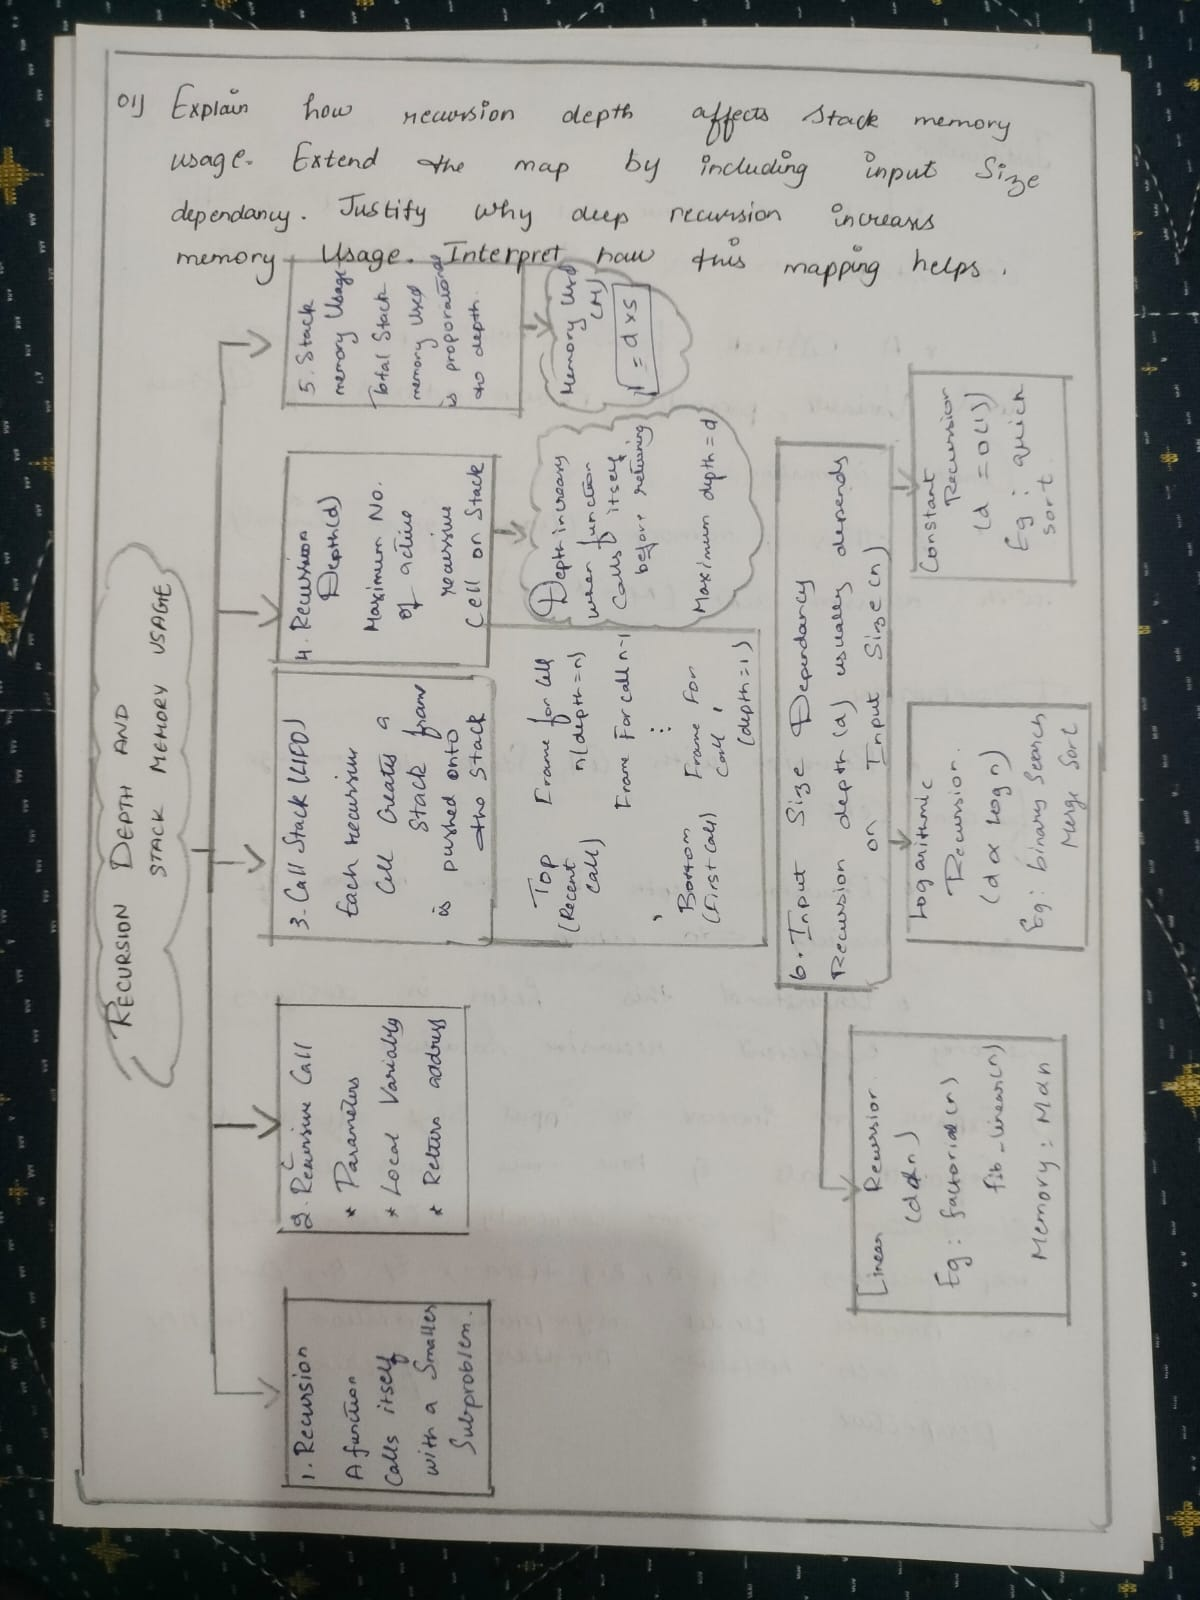 01) Explain how recursion depth affects stack memory
usage. Extend the map by including input size
dependancy. Justify why deep recursion increases
memory Usage. Interpret how this mapping helps.
RECURSION DEPTH AND
STACK MEMORY USAGE
1. Recursion
A function
Calls itself
with a Smaller
Subproblem.
2. Recursive Call
* Parameters
* Local Variable
* Return address
3. Call Stack (LIFO)
Each recursion
Call Creates a
Stack frame
is pushed onto
the Stack
Top
(Recent
Call)
Frame for Call
n(depth=n)
Frame For call n-1
⋮
Bottom
(First Call)
Frame For
Call 1
(depth=1)
4. Recursion
Depth(d)
Maximum No.
of active
recursive
Cell on Stack
Depth increases
when function
Calls itself
before retuning
Maximum depth = d
5. Stack
memory Usage
Total Stack
memory Used
is
to depth.
Memory Used
(M)
= d x s
6. Input Size Dependancy
Recursion depth (d) usually depends
on Input Size (n)
Linear Recursion
(d α n)
Eg: factorial(n)
fib-linear(n)
Memory: M α n
Logarithmic
Recursion.
(d α log n)
Eg: binary Search
Merge Sort
Constant
Recursion
(d = O(1))
Eg: quick
sort